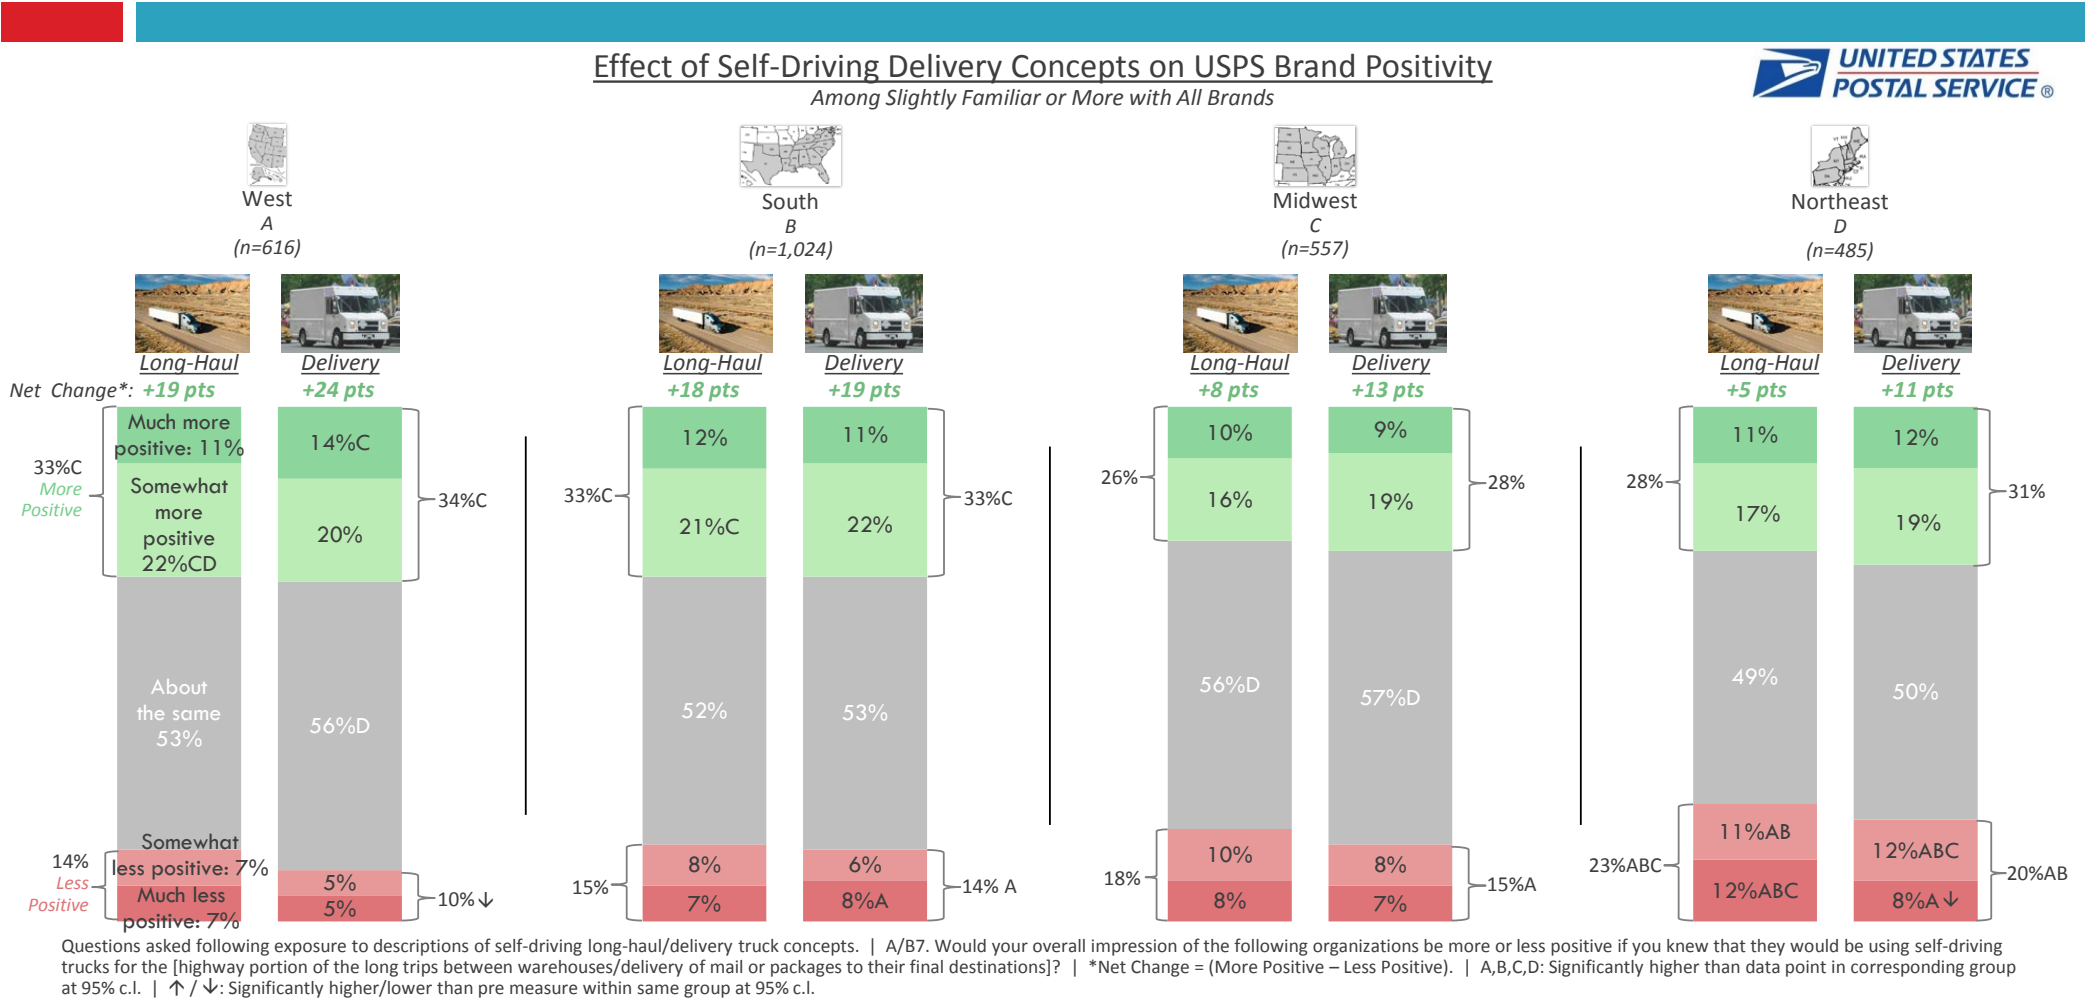 Effect of Self-Driving Delivery Concepts on USPS Brand Positivity
Among Slightly Familiar or More with All Brands
UNITED STATES
POSTAL SERVICE ®
West
A
(n=616)
South
B
(n=1,024)
Midwest
C
(n=557)
Northeast
D
(n=485)
Long-Haul Delivery
Long-Haul Delivery
Long-Haul Delivery
Long-Haul Delivery
Net Change*: +19 pts +24 pts
+18 pts +19 pts
+8 pts +13 pts
+5 pts +11 pts
33%C
More
Positive
Much more
positive: 11%
Somewhat
more
positive
22%CD
About
the same
53%
14%
Less
Positive
Somewhat
less positive: 7%
Much less
positive: 7%
14%C
20%
56%D
5%
5%
34%C
10%↓
33%C
12%
21%C
52%
15%
8%
7%
11%
22%
53%
6%
8%A
33%C
14% A
26%
10%
16%
56%D
18%
10%
8%
9%
19%
57%D
8%
7%
28%
15%A
28%
11%
17%
49%
23%ABC
11%AB
12%ABC
12%
19%
50%
12%ABC
8%A↓
31%
20%AB
Questions asked following exposure to descriptions of self-driving long-haul/delivery truck concepts. | A/B7. Would your overall impression of the following organizations be more or less positive if you knew that they would be using self-driving
trucks for the [highway portion of the long trips between warehouses/delivery of mail or packages to their final destinations]? | *Net Change = (More Positive – Less Positive). | A,B,C,D: Significantly higher than data point in corresponding group
at 95% c.l. | ↑ / ↓: Significantly higher/lower than pre measure within same group at 95% c.l.